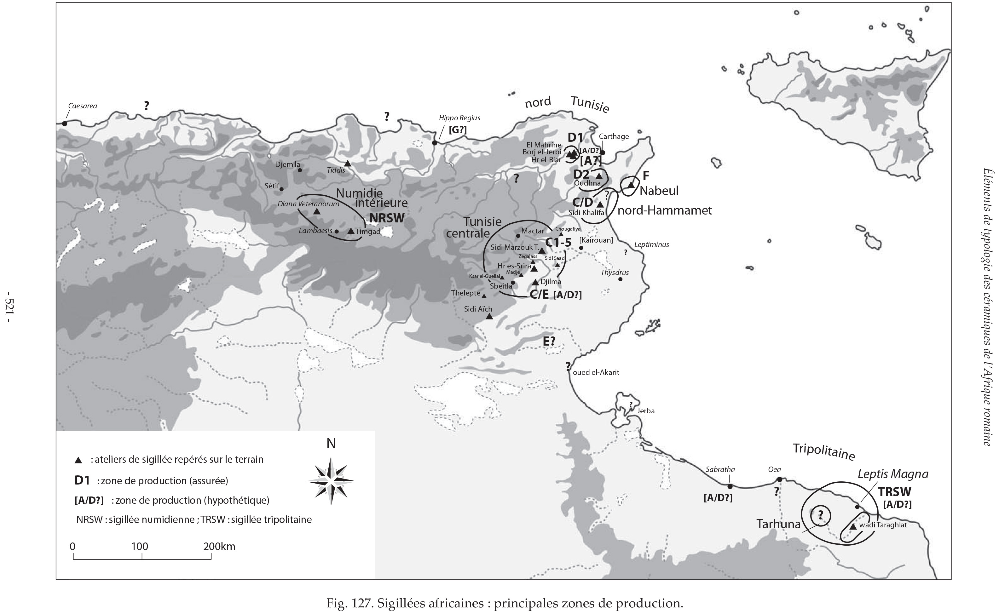 Caesarea
?
?
Hippo Regius
[G?]
nord
Tunisie
D1
Carthage
El Mahrine
Borj el-Jerbi
Hr el-Biar
[A/D?]
[A?]
D2
Oudhna
F
Nabeul
?
?
C/D
Sidi Khalifa
nord-Hammamet
Djemila
Tiddis
Sétif
Numidie
intérieure
NRSW
Diana Veteranorum
Lambaesis
Timgad
Tunisie
centrale
Mactar
Chougafiya
C1-5
[Kairouan]
Sidi Marzouk T.
Zegalass
Sidi Saad
Hr es-Srira
Madje
Ksar el-Guellal
Sbeitla
Djilma
C/E [A/D?]
Leptiminus
?
Thysdrus
Thelepte
Sidi Aïch
E?
?
oued el-Akarit
?
Jerba
Tripolitaine
Sabratha
[A/D?]
Oea
?
Leptis Magna
TRSW
[A/D?]
?
Tarhuna
wadi Taraghlat
N
▲ : ateliers de sigillée repérés sur le terrain
D1 : zone de production (assurée)
[A/D?] : zone de production (hypothétique)
NRSW : sigillée numidienne ; TRSW : sigillée tripolitaine
0 100 200km
Fig. 127. Sigillées africaines : principales zones de production.
- 521 -
Éléments de typologie des céramiques de l'Afrique romaine